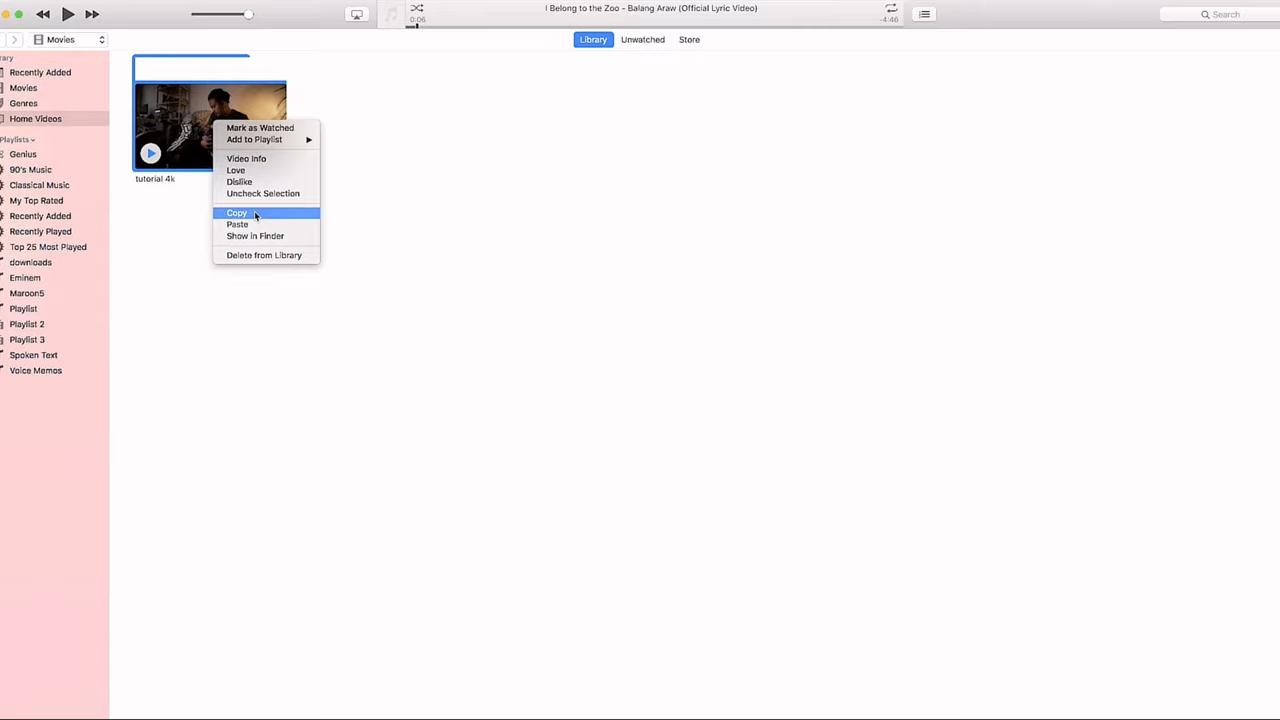 I Belong to the Zoo - Balang Araw (Official Lyric Video)
0:06
-4:46
Search
Movies
Library
Unwatched
Store
rary
Recently Added
Movies
Genres
Home Videos
Playlists
Genius
90's Music
Classical Music
My Top Rated
Recently Added
Recently Played
Top 25 Most Played
downloads
Eminem
Maroon5
Playlist
Playlist 2
Playlist 3
Spoken Text
Voice Memos
tutorial 4k
Mark as Watched
Add to Playlist
Video Info
Love
Dislike
Uncheck Selection
Copy
Paste
Show in Finder
Delete from Library